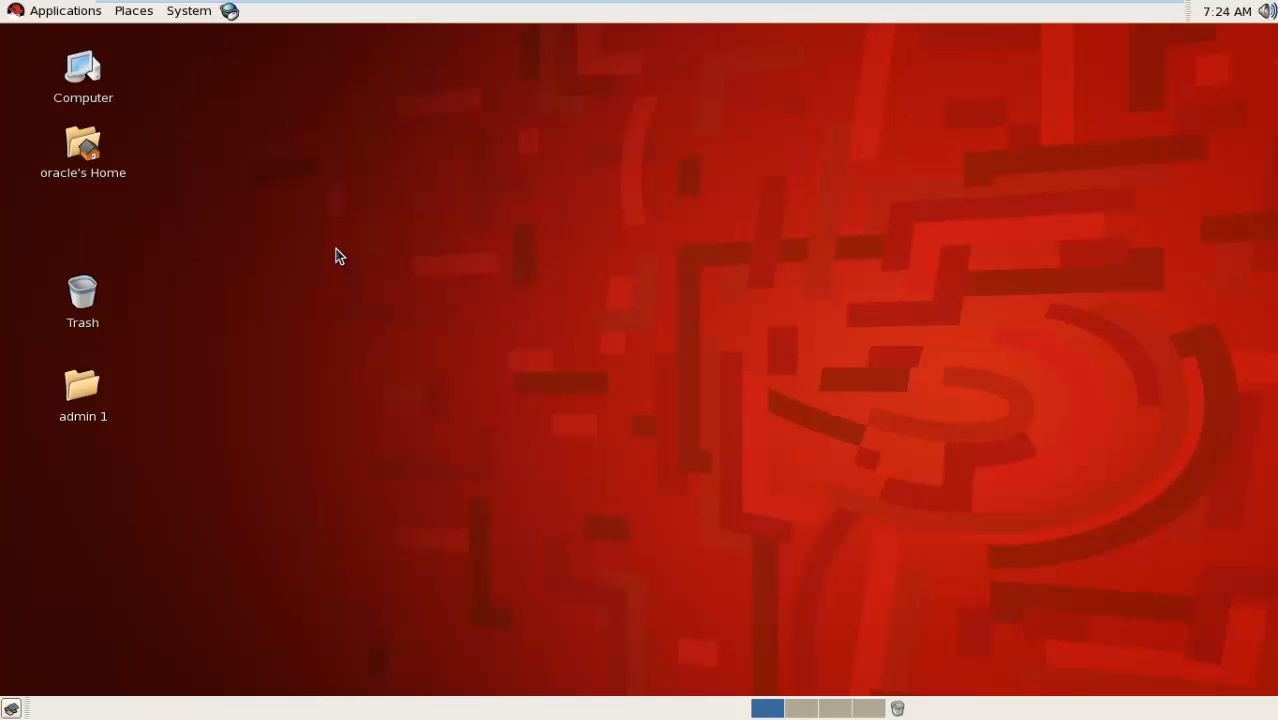 Applications Places System 7:24 AM
Computer
oracle's Home
Trash
admin 1